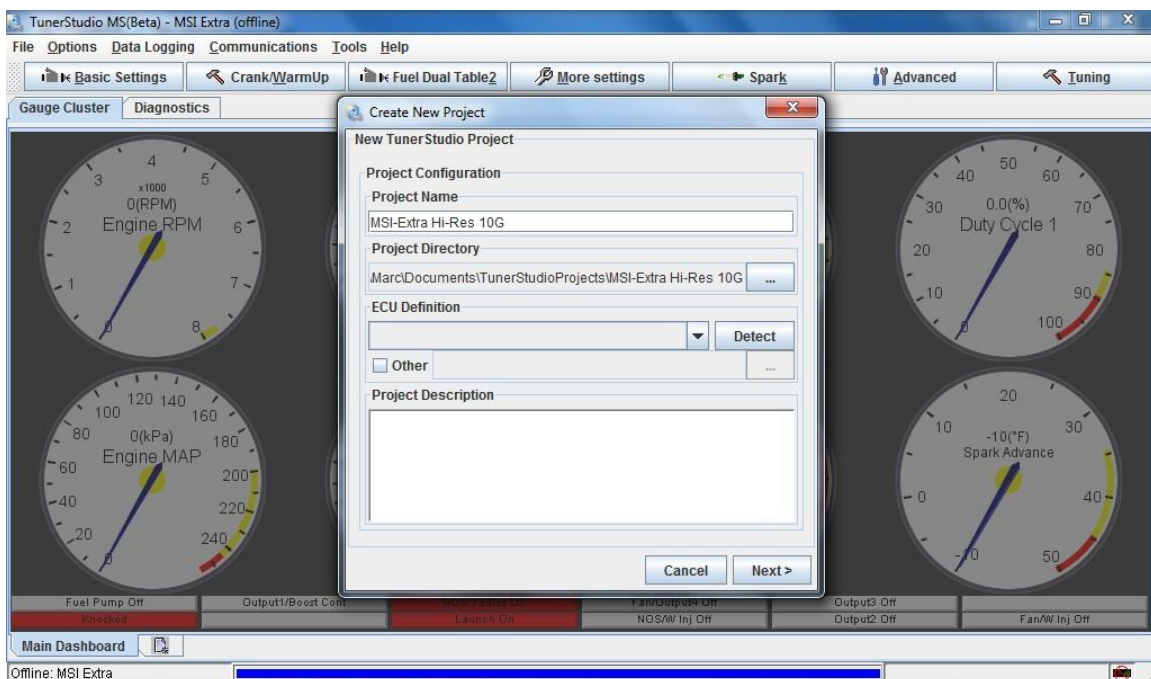 TunerStudio MS(Beta) - MSI Extra (offline)
File Options Data Logging Communications Tools Help
Basic Settings Crank/WarmUp Fuel Dual Table2 More settings Spark Advanced Tuning
Gauge Cluster Diagnostics
Create New Project
New TunerStudio Project
Project Configuration
Project Name
MSI-Extra Hi-Res 10G
Project Directory
Marc\Documents\TunerStudioProjects\MSI-Extra Hi-Res 10G ...
ECU Definition
Detect
Other ...
Project Description
Cancel Next >
0 1 2 3 4 5 6 7 8
x1000
0(RPM)
Engine RPM
10 20 30 40 50 60 70 80 90 100
0.0(%)
Duty Cycle 1
0 20 40 60 80 100 120 140 160 180 200 220 240
0(kPa)
Engine MAP
-10 0 10 20 30 40 50
-10(°F)
Spark Advance
Fuel Pump Off Output1/Boost Cont Fan/Output4 Off Output3 Off
Knocked Launch On NOS/W Inj Off Output2 Off Fan/W Inj Off
Main Dashboard
Offline: MSI Extra